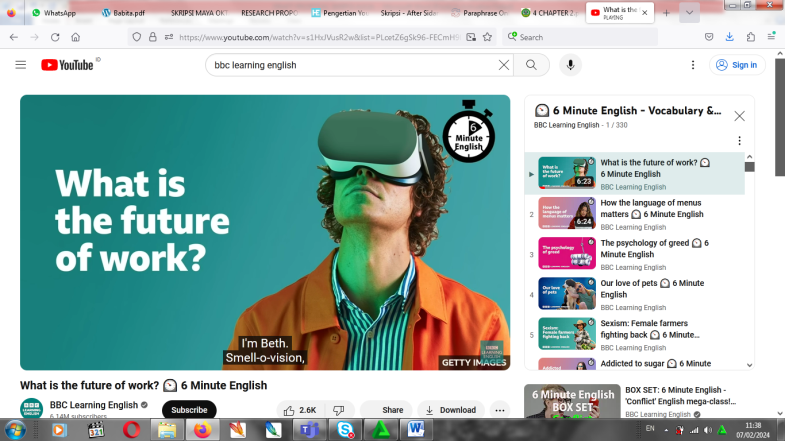 WhatsApp
Babita.pdf
SKRIPSI MAYA OKT
RESEARCH PROPO
Pengertian Yo
Skripsi - After Sidin
Paraphrase On
4 CHAPTER 2.p
What is the
PLAYING
https://www.youtube.com/watch?v=s1HxJVusR2w&list=PLcetZ6gSk96-FECmH9
Search
YouTube
ID
bbc learning english
Sign in
What is
the future
of work?
6
Minute
English
I'm Beth.
Smell-o-vision,
BBC
LEARNING
ENGLISH
GETTY IMAGES
What is the future of work? 6 Minute English
BBC Learning English
6.14M subscribers
Subscribe
2.6K
Share
Download
6 Minute English - Vocabulary &...
BBC Learning English - 1 / 330
What is the future of work?
6 Minute English
BBC Learning English
6:23
2
How the language of menus
matters 6 Minute English
BBC Learning English
6:24
3
The psychology of greed 6
Minute English
BBC Learning English
4
Our love of pets 6 Minute
English
BBC Learning English
5
Sexism: Female farmers
fighting back 6 Minute...
BBC Learning English
Addicted to sugar 6 Minute
6 Minute English
BOX SET
BOX SET: 6 Minute English -
'Conflict' English mega-class!...
BBC Learning English
EN
11:38
07/02/2024